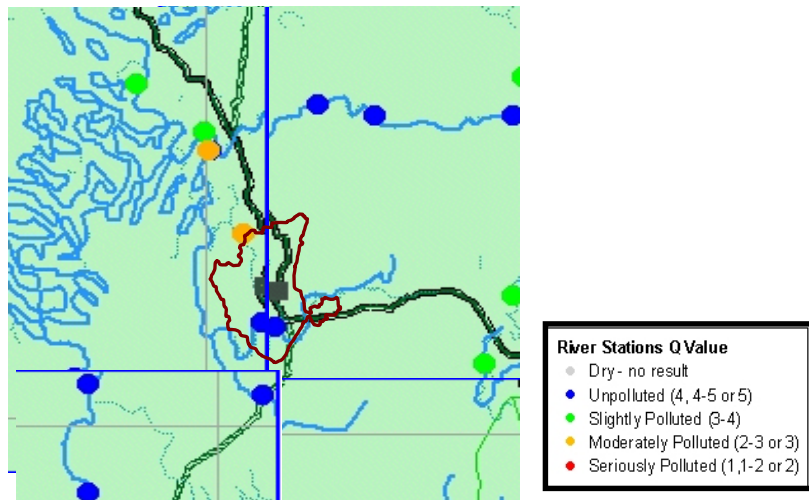 River Stations Q Value
Dry - no result
Unpolluted (4, 4-5 or 5)
Slightly Polluted (3-4)
Moderately Polluted (2-3 or 3)
Seriously Polluted (1,1-2 or 2)